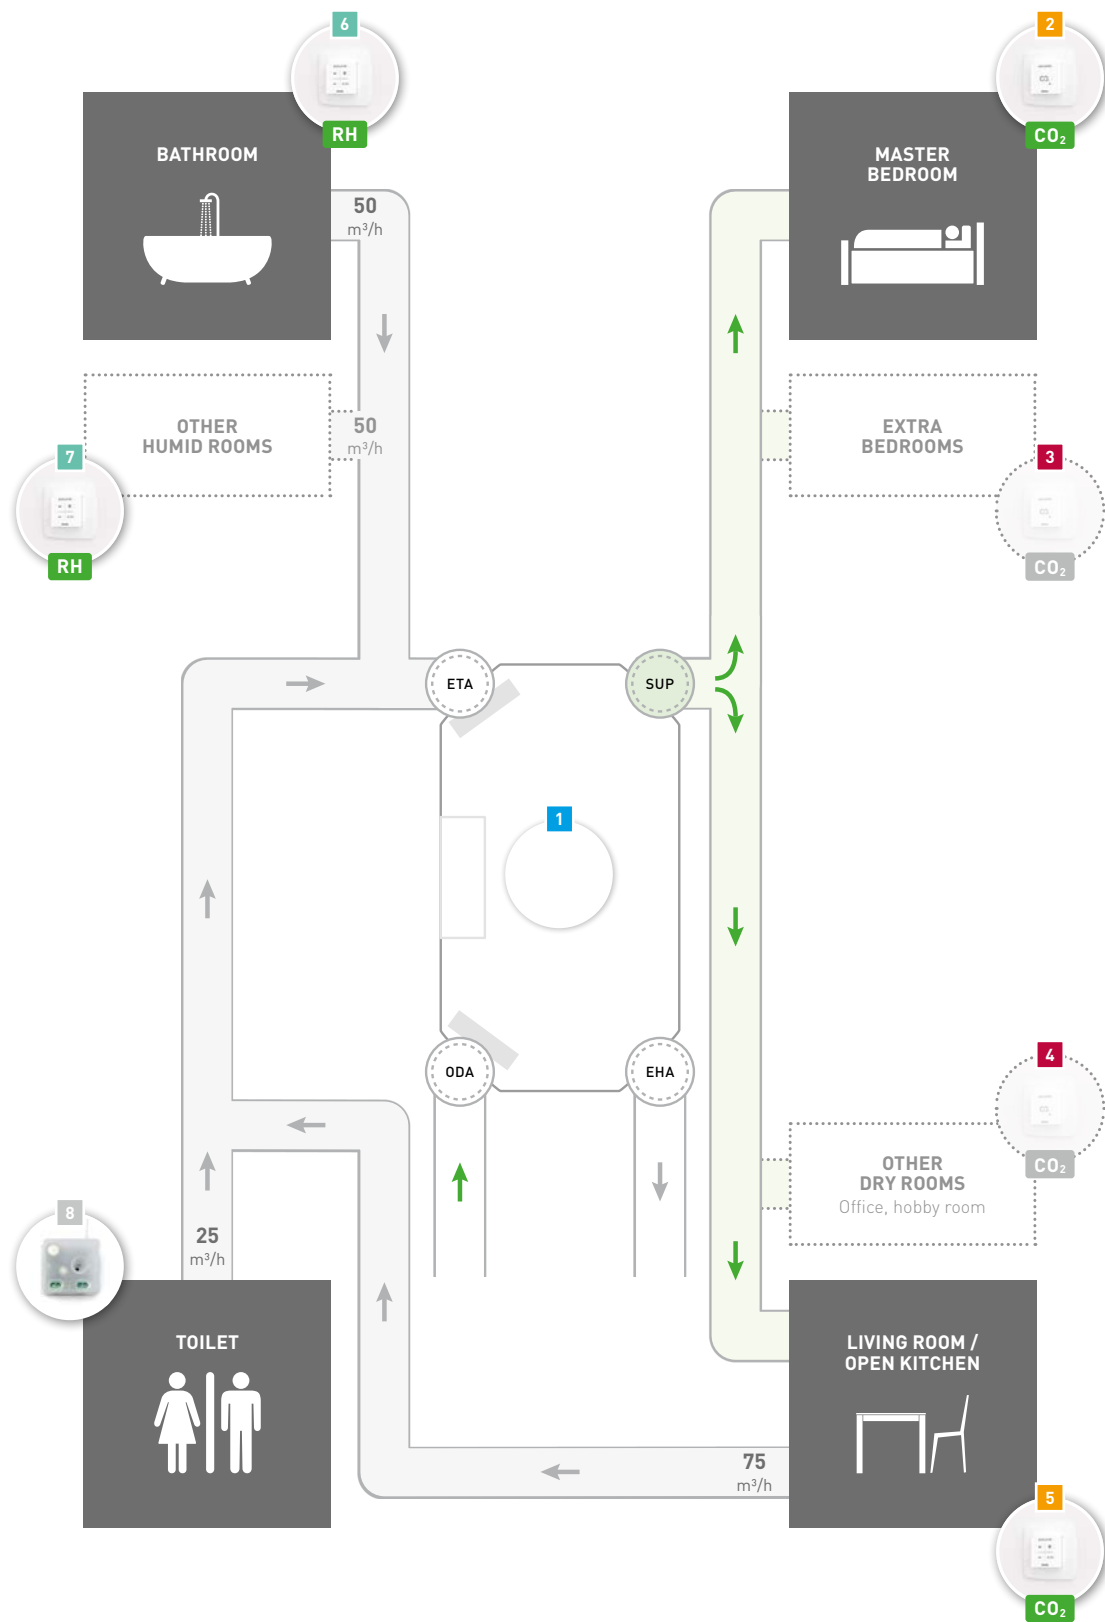 6
RH
BATHROOM
50
m³/h
2
CO₂
MASTER
BEDROOM
OTHER
HUMID ROOMS
50
m³/h
7
RH
EXTRA
BEDROOMS
3
CO₂
ETA
SUP
1
ODA
EHA
4
CO₂
OTHER
DRY ROOMS
Office, hobby room
8
25
m³/h
TOILET
LIVING ROOM /
OPEN KITCHEN
75
m³/h
5
CO₂